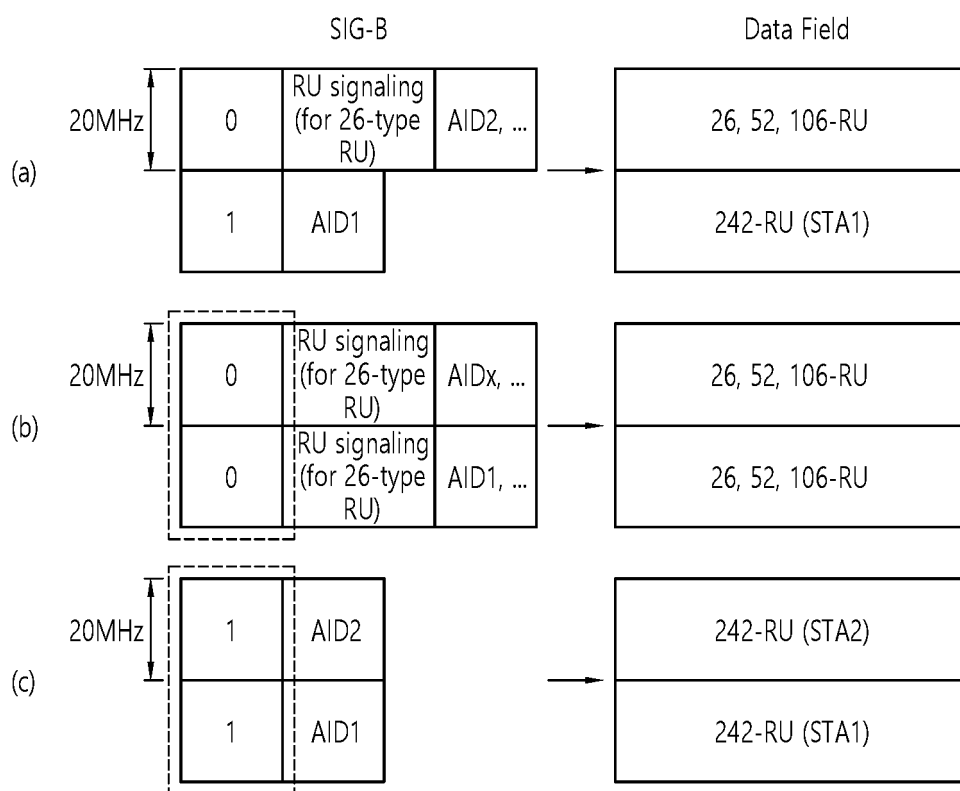 SIG-B
Data Field
(a)
20MHz
0
RU signaling
(for 26-type
RU)
AID2, ...
26, 52, 106-RU
1
AID1
242-RU (STA1)
(b)
20MHz
0
RU signaling
(for 26-type
RU)
AIDx, ...
26, 52, 106-RU
0
RU signaling
(for 26-type
RU)
AID1, ...
26, 52, 106-RU
(c)
20MHz
1
AID2
242-RU (STA2)
1
AID1
242-RU (STA1)